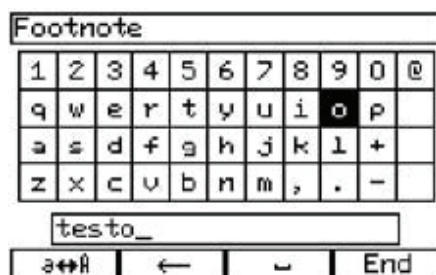 Footnote
1 2 3 4 5 6 7 8 9 0 @
q w e r t y u i o p
a s d f g h j k l +
z x c v b n m , . -
testo_
a↔A ← ⎵ End